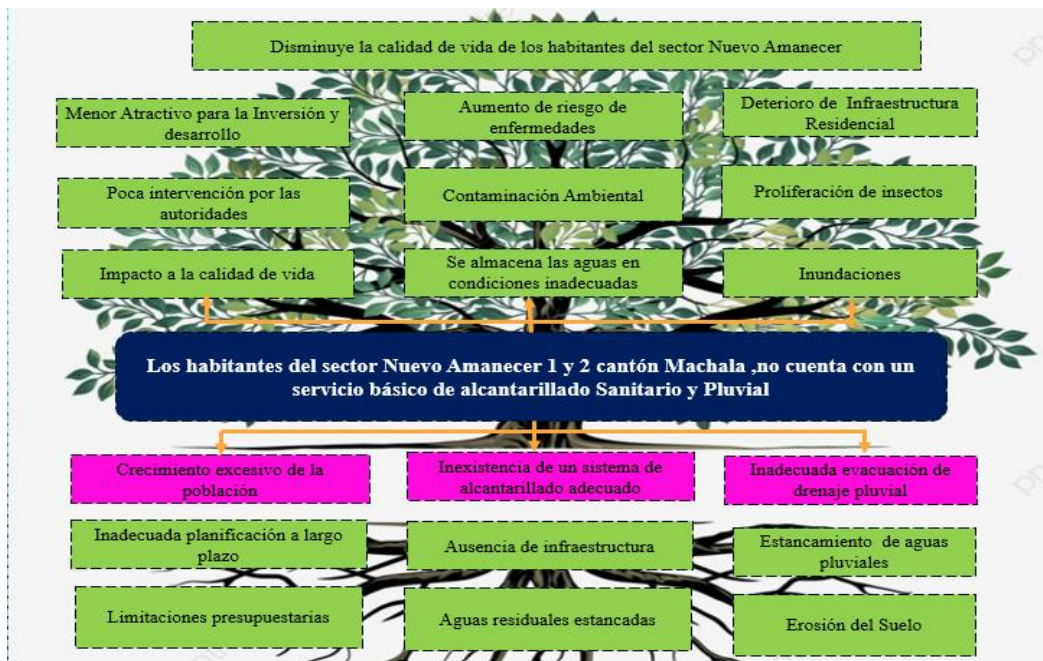 Disminuye la calidad de vida de los habitantes del sector Nuevo Amanecer
Menor Atractivo para la Inversión y
desarrollo
Aumento de riesgo de
enfermedades
Deterioro de Infraestructura
Residencial
Poca intervención por las
autoridades
Contaminación Ambiental
Proliferación de insectos
Impacto a la calidad de vida
Se almacena las aguas en
condiciones inadecuadas
Inundaciones
Los habitantes del sector Nuevo Amanecer 1 y 2 cantón Machala ,no cuenta con un
servicio básico de alcantarillado Sanitario y Pluvial
Crecimiento excesivo de la
población
Inexistencia de un sistema de
alcantarillado adecuado
Inadecuada evacuación de
drenaje pluvial
Inadecuada planificación a largo
plazo
Ausencia de infraestructura
Estancamiento de aguas
pluviales
Limitaciones presupuestarias
Aguas residuales estancadas
Erosión del Suelo